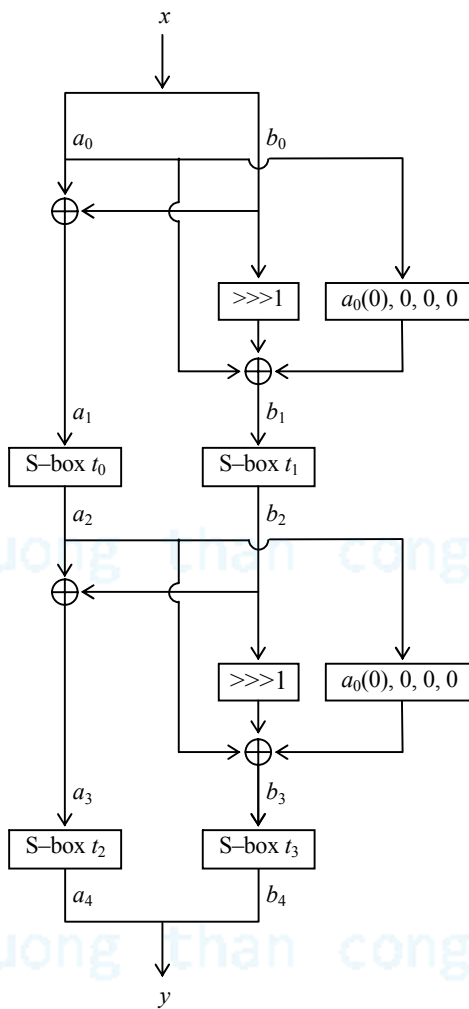 x
a₀ b₀
>>>1 a₀(0), 0, 0, 0
a₁ b₁
S–box t₀ S–box t₁
a₂ b₂
uong than cong
>>>1 a₀(0), 0, 0, 0
a₃ b₃
S–box t₂ S–box t₃
a₄ b₄
uong than cong
y